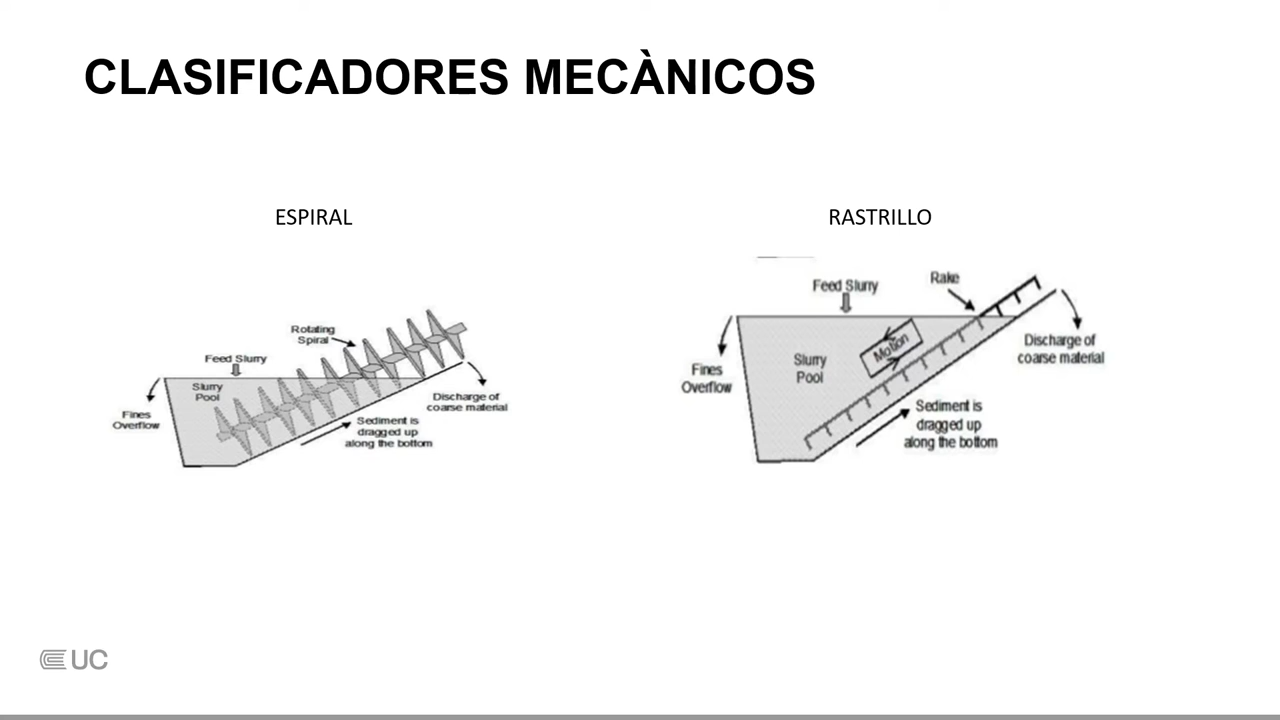 CLASIFICADORES MECÀNICOS
ESPIRAL
Rotating
Spiral
Feed Slurry
Slurry
Pool
Fines
Overflow
Discharge of
coarse material
Sediment is
dragged up
along the bottom
RASTRILLO
Feed Slurry
Rake
Motion
Slurry
Pool
Fines
Overflow
Discharge of
coarse material
Sediment is
dragged up
along the bottom
UC